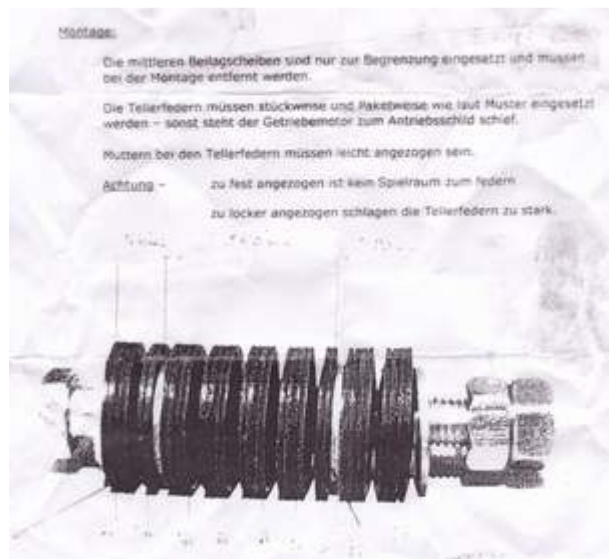 Montage:
Die mittleren Beilagscheiben sind nur zur Begrenzung eingesetzt und müssen
bei der Montage entfernt werden.
Die Tellerfedern müssen stückweise und Paketweise wie laut Muster eingesetzt
werden – sonst steht der Getriebemotor zum Antriebsschild schief.
Muttern bei den Tellerfedern müssen leicht angezogen sein.
Achtung – zu fest angezogen ist kein Spielraum zum federn
zu locker angezogen schlagen die Tellerfedern zu stark.